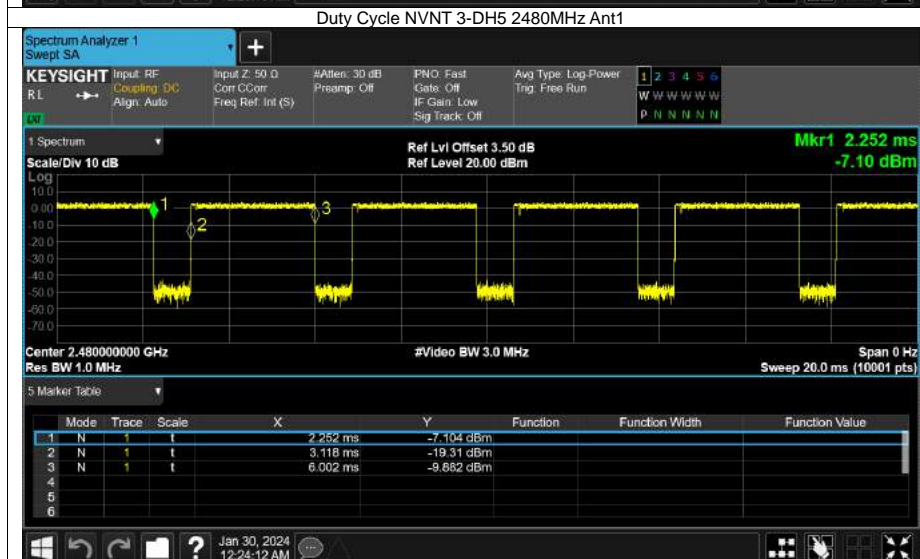 Duty Cycle NVNT 3-DH5 2480MHz Ant1
Spectrum Analyzer 1
Swept SA
+
KEYSIGHT Input: RF Input Z: 50 Ω #Atten: 30 dB PNO: Fast Avg Type: Log-Power 1 2 3 4 5 6
RL Coupling: DC Corr CCorr Preamp: Off Gate: Off Trig: Free Run W W W W W W
Align: Auto Freq Ref: Int (S) IF Gain: Low
Sig Track: Off P N N N N N
1 Spectrum Ref Lvl Offset 3.50 dB Mkr1 2.252 ms
Scale/Div 10 dB Ref Level 20.00 dBm -7.10 dBm
Log
10.0
0.00
-10.0
-20.0
-30.0
-40.0
-50.0
-60.0
-70.0
1
2
3
Center 2.480000000 GHz #Video BW 3.0 MHz Span 0 Hz
Res BW 1.0 MHz Sweep 20.0 ms (10001 pts)
5 Marker Table
Mode Trace Scale X Y Function Function Width Function Value
1 N 1 t 2.252 ms -7.104 dBm
2 N 1 t 3.118 ms -19.31 dBm
3 N 1 t 6.002 ms -9.882 dBm
4
5
6
? Jan 30, 2024
12:24:12 AM